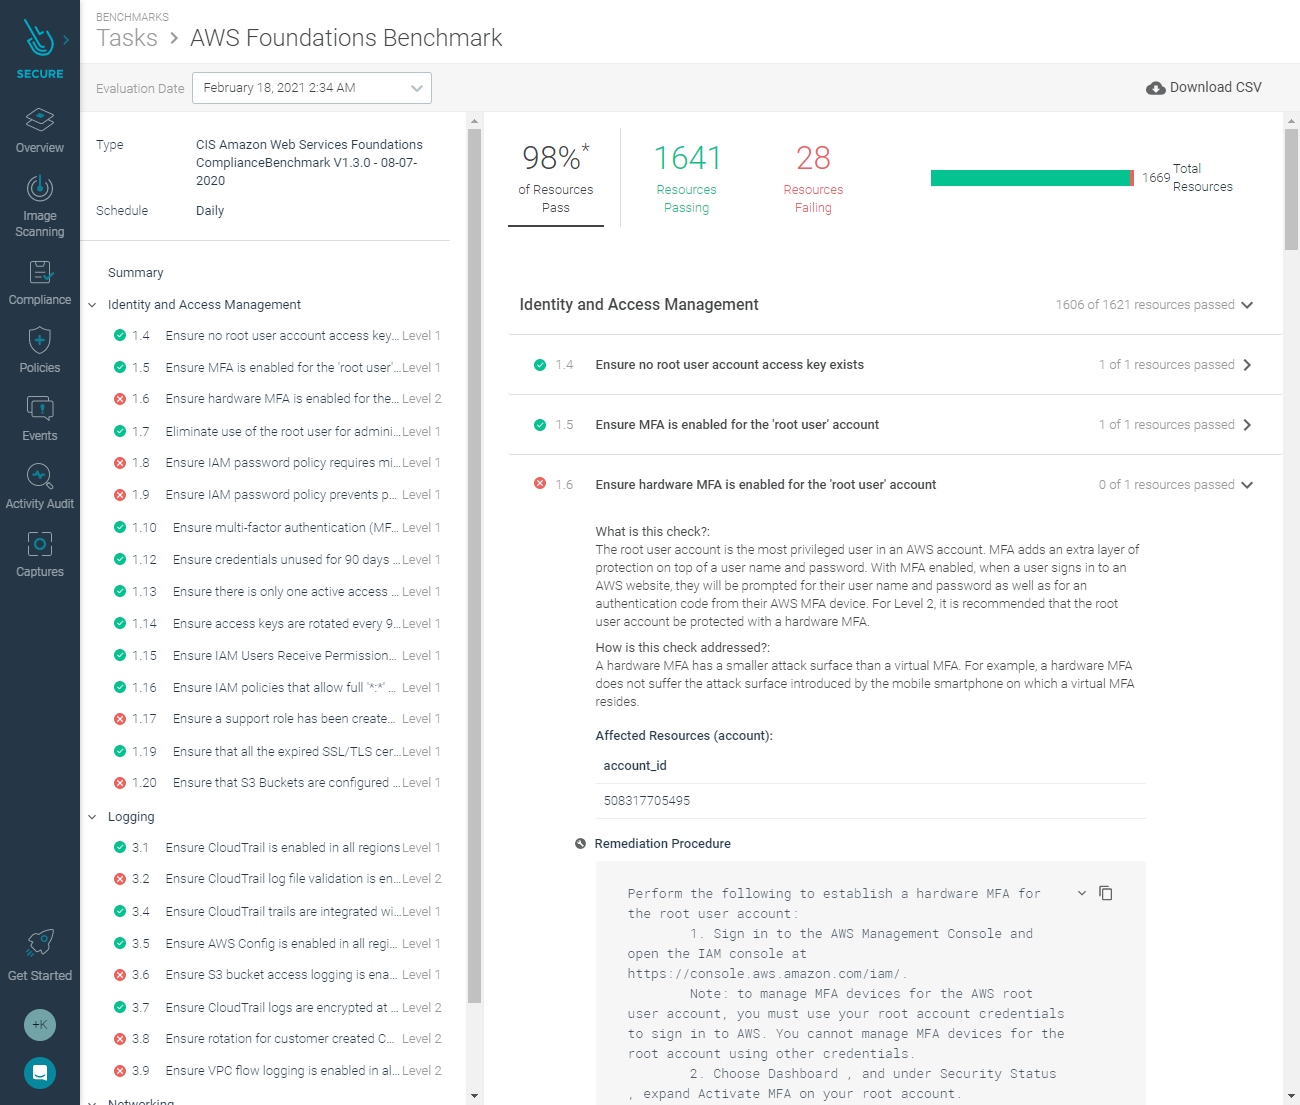 SECURE
Overview
Image
Scanning
Compliance
Policies
Events
Activity Audit
Captures
Get Started
+K
BENCHMARKS
Tasks > AWS Foundations Benchmark
Evaluation Date February 18, 2021 2:34 AM
Download CSV
Type CIS Amazon Web Services Foundations
ComplianceBenchmark V1.3.0 - 08-07-
2020
Schedule Daily
Summary
Identity and Access Management
1.4 Ensure no root user account access key... Level 1
1.5 Ensure MFA is enabled for the 'root user'... Level 1
1.6 Ensure hardware MFA is enabled for the... Level 2
1.7 Eliminate use of the root user for admini... Level 1
1.8 Ensure IAM password policy requires mi... Level 1
1.9 Ensure IAM password policy prevents p... Level 1
1.10 Ensure multi-factor authentication (MF... Level 1
1.12 Ensure credentials unused for 90 days ... Level 1
1.13 Ensure there is only one active access ... Level 1
1.14 Ensure access keys are rotated every 9... Level 1
1.15 Ensure IAM Users Receive Permission... Level 1
1.16 Ensure IAM policies that allow full '*:*' ... Level 1
1.17 Ensure a support role has been create... Level 1
1.19 Ensure that all the expired SSL/TLS cer... Level 1
1.20 Ensure that S3 Buckets are configured ... Level 1
Logging
3.1 Ensure CloudTrail is enabled in all regions Level 1
3.2 Ensure CloudTrail log file validation is en... Level 2
3.4 Ensure CloudTrail trails are integrated wi... Level 1
3.5 Ensure AWS Config is enabled in all regi... Level 1
3.6 Ensure S3 bucket access logging is ena... Level 1
3.7 Ensure CloudTrail logs are encrypted at ... Level 2
3.8 Ensure rotation for customer created C... Level 2
3.9 Ensure VPC flow logging is enabled in al... Level 2
Networking
98%*
of Resources
Pass
1641
Resources
Passing
28
Resources
Failing
1669 Total
Resources
Identity and Access Management 1606 of 1621 resources passed
1.4 Ensure no root user account access key exists 1 of 1 resources passed
1.5 Ensure MFA is enabled for the 'root user' account 1 of 1 resources passed
1.6 Ensure hardware MFA is enabled for the 'root user' account 0 of 1 resources passed
What is this check?:
The root user account is the most privileged user in an AWS account. MFA adds an extra layer of
protection on top of a user name and password. With MFA enabled, when a user signs in to an
AWS website, they will be prompted for their user name and password as well as for an
authentication code from their AWS MFA device. For Level 2, it is recommended that the root
user account be protected with a hardware MFA.
How is this check addressed?:
A hardware MFA has a smaller attack surface than a virtual MFA. For example, a hardware MFA
does not suffer the attack surface introduced by the mobile smartphone on which a virtual MFA
resides.
Affected Resources (account):
account_id
508317705495
Remediation Procedure
Perform the following to establish a hardware MFA for
the root user account:
1. Sign in to the AWS Management Console and
open the IAM console at
https://console.aws.amazon.com/iam/.
Note: to manage MFA devices for the AWS root
user account, you must use your root account credentials
to sign in to AWS. You cannot manage MFA devices for the
root account using other credentials.
2. Choose Dashboard , and under Security Status
, expand Activate MFA on your root account.